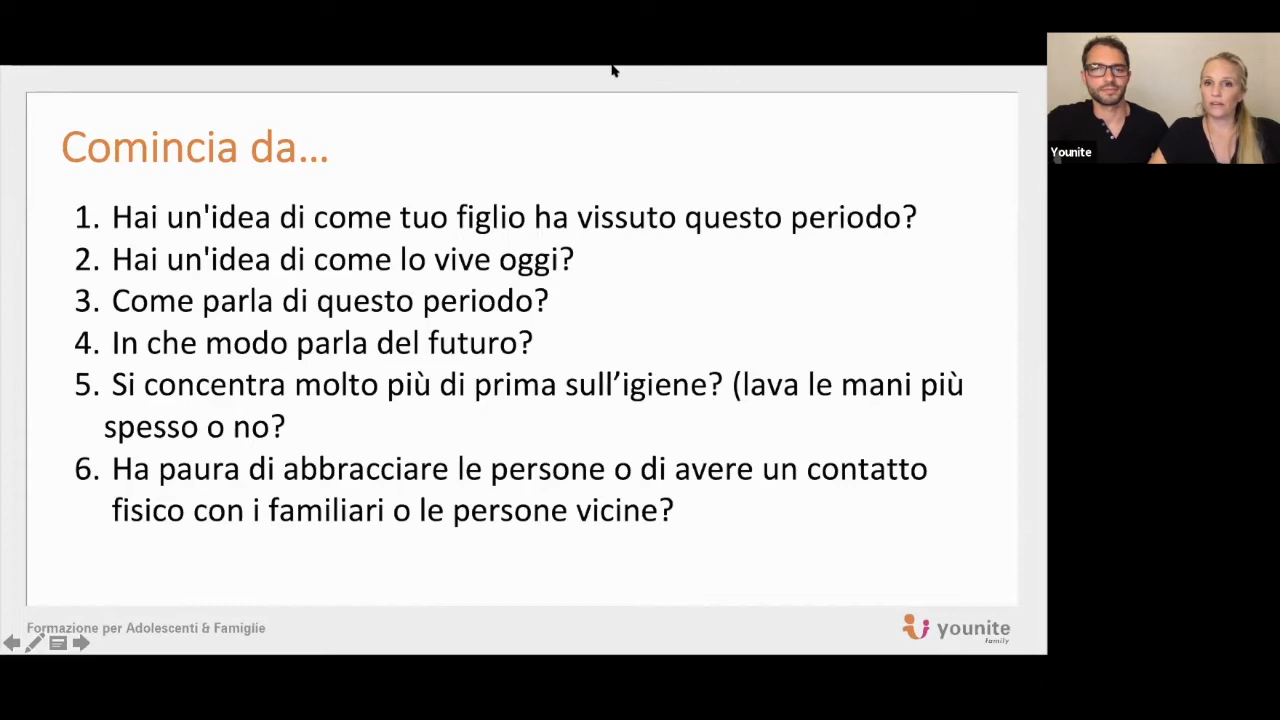 Comincia da...
1. Hai un'idea di come tuo figlio ha vissuto questo periodo?
2. Hai un'idea di come lo vive oggi?
3. Come parla di questo periodo?
4. In che modo parla del futuro?
5. Si concentra molto più di prima sull’igiene? (lava le mani più
spesso o no?
6. Ha paura di abbracciare le persone o di avere un contatto
fisico con i familiari o le persone vicine?
Formazione per Adolescenti & Famiglie
younite
family
Younite